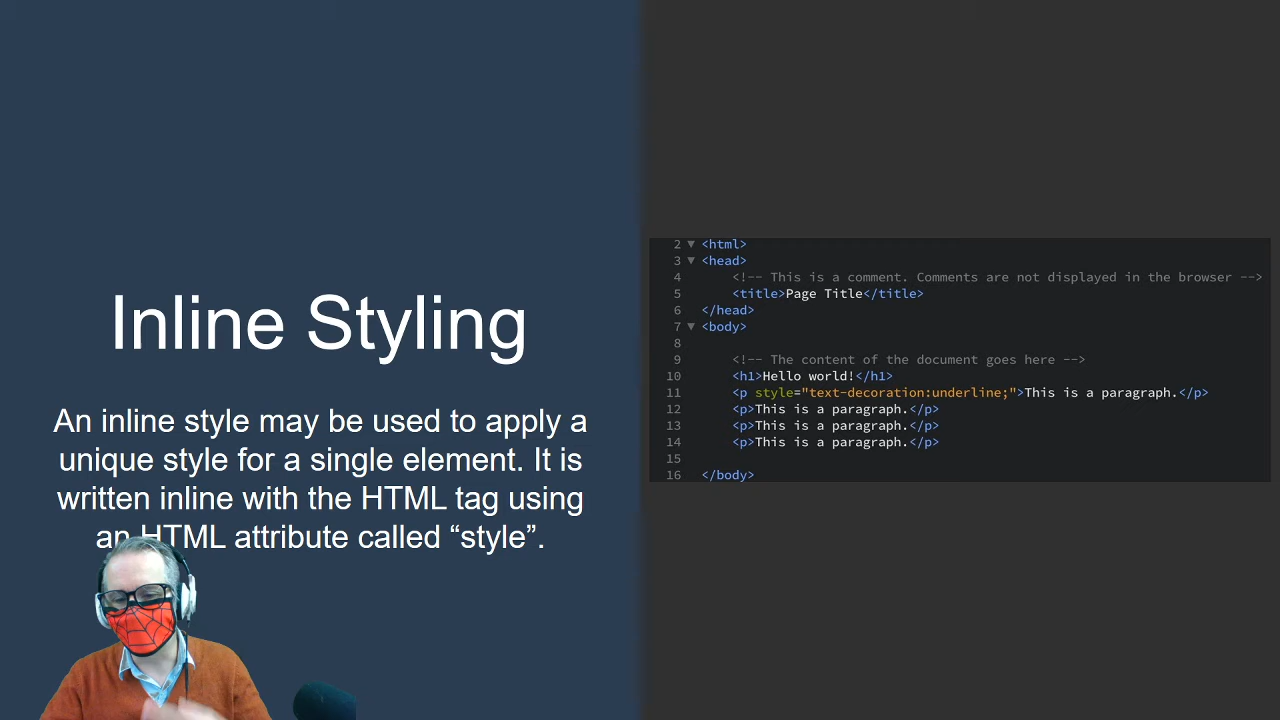 Inline Styling
An inline style may be used to apply a
unique style for a single element. It is
written inline with the HTML tag using
an HTML attribute called “style”.
2 ▼ <html>
3 ▼ <head>
4 <!-- This is a comment. Comments are not displayed in the browser -->
5 <title>Page Title</title>
6 </head>
7 ▼ <body>
8
9 <!-- The content of the document goes here -->
10 <h1>Hello world!</h1>
11 <p style="text-decoration:underline;">This is a paragraph.</p>
12 <p>This is a paragraph.</p>
13 <p>This is a paragraph.</p>
14 <p>This is a paragraph.</p>
15
16 </body>